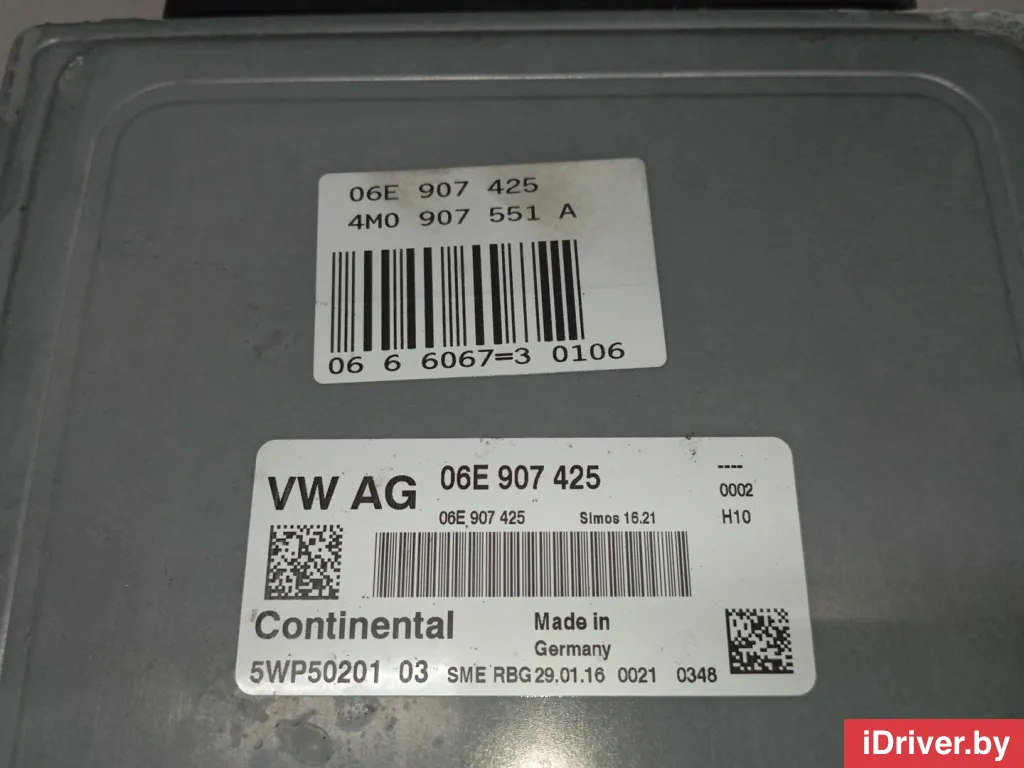 06E 907 425
4M0 907 551 A
06 6 6067=3 0106
VW AG 06E 907 425 ----
0002
06E 907 425 Simos 16.21 H10
Continental Made in
Germany
5WP50201 03 SME RBG 29.01.16 0021 0348
iDriver.by